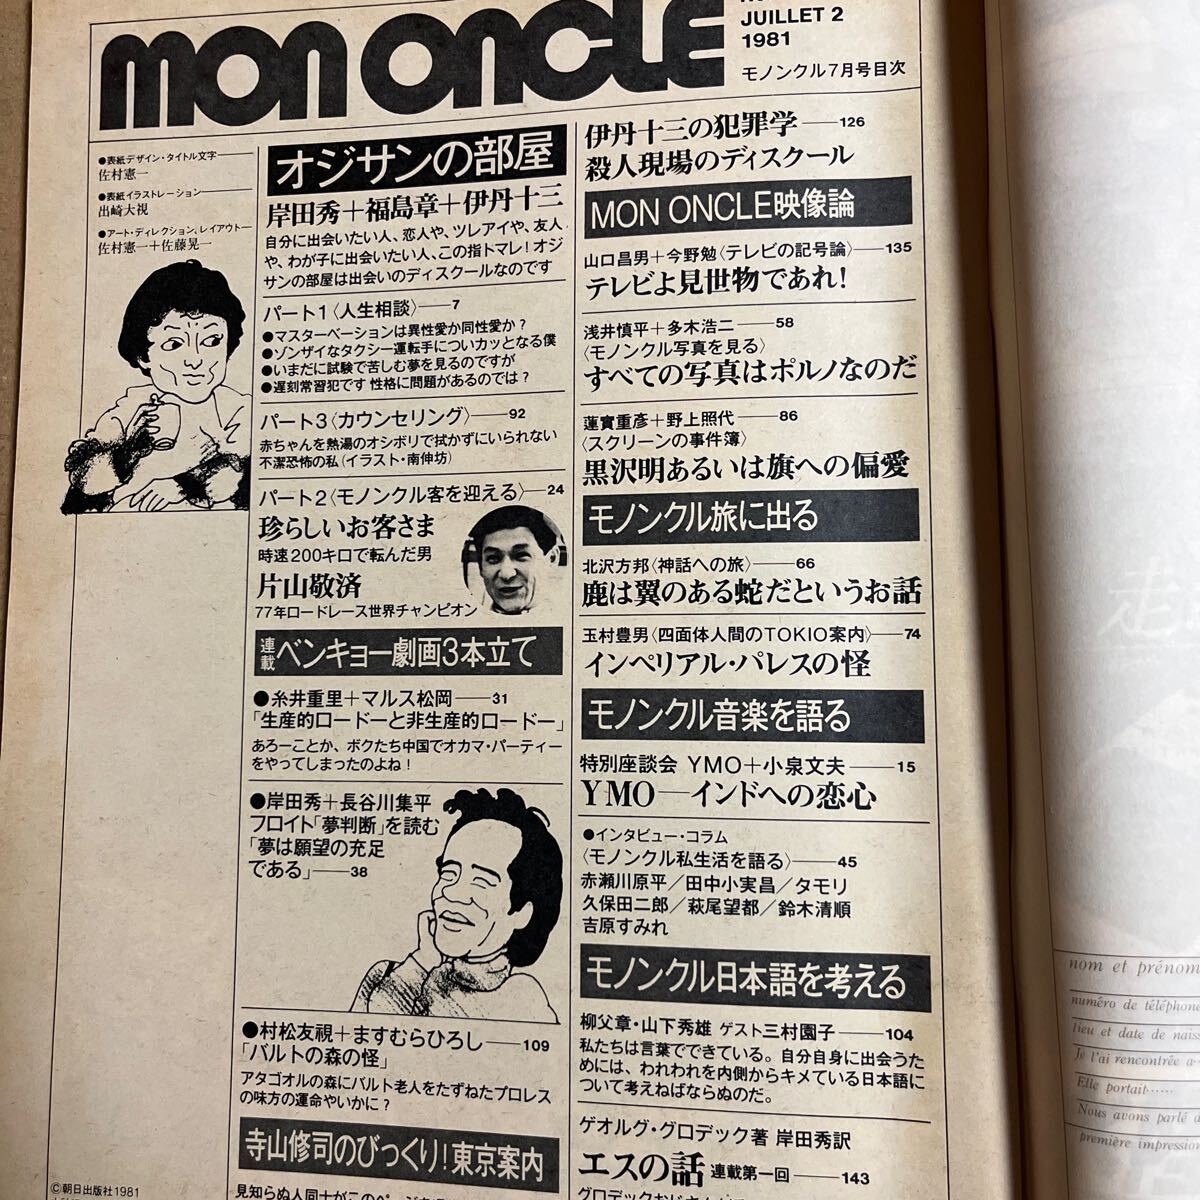 mon oncle
JUILLET 2
1981
モノンクル7月号目次
●表紙デザイン・タイトル文字——
佐村憲一
●表紙イラストレーション——
出崎大視
●アート・ディレクション、レイアウト—
佐村憲一+佐藤晃一
オジサンの部屋
岸田秀+福島章+伊丹十三
自分に出会いたい人、恋人や、ツレアイや、友人
や、わが子に出会いたい人、この指トマレ!オジ
サンの部屋は出会いのディスクールなのです
パート1〈人生相談〉——7
●マスターベーションは異性愛か同性愛か?
●ゾンザイなタクシー運転手についカッとなる僕
●いまだに試験で苦しむ夢を見るのですが
●遅刻常習犯です 性格に問題があるのでは?
パート3〈カウンセリング〉——92
赤ちゃんを熱湯のオシボリで拭かずにいられない
不潔恐怖の私(イラスト・南伸坊)
パート2〈モノンクル客を迎える〉—24
珍らしいお客さま
時速200キロで転んだ男
片山敬済
77年ロードレース世界チャンピオン
連載ベンキョー劇画3本立て
●糸井重里+マルス松岡——31
「生産的ロードーと非生産的ロードー」
あろーことか、ボクたち中国でオカマ・パーティー
をやってしまったのよね!
●岸田秀+長谷川集平
フロイト「夢判断」を読む
「夢は願望の充足
である」——38
●村松友視+ますむらひろし——109
「バルトの森の怪」
アタゴオルの森にバルト老人をたずねたプロレス
の味方の運命やいかに?
寺山修司のびっくり!東京案内
©朝日出版社1981
伊丹十三の犯罪学——126
殺人現場のディスクール
MON ONCLE映像論
山口昌男+今野勉〈テレビの記号論〉——135
テレビよ見世物であれ!
浅井慎平+多木浩二——58
〈モノンクル写真を見る〉
すべての写真はポルノなのだ
蓮實重彦+野上照代——86
〈スクリーンの事件簿〉
黒沢明あるいは旗への偏愛
モノンクル旅に出る
北沢方邦〈神話への旅〉——66
鹿は翼のある蛇だというお話
玉村豊男〈四面体人間のTOKIO案内〉—74
インペリアル・パレスの怪
モノンクル音楽を語る
特別座談会 YMO+小泉文夫——15
YMO—インドへの恋心
●インタビュー・コラム
〈モノンクル私生活を語る〉——45
赤瀬川原平/田中小実昌/タモリ
久保田二郎/萩尾望都/鈴木清順
吉原すみれ
モノンクル日本語を考える
柳父章・山下秀雄 ゲスト三村園子——104
私たちは言葉でできている。自分自身に出会うた
めには、われわれを内側からキメている日本語に
ついて考えねばならぬのだ。
ゲオルグ・グロデック著 岸田秀訳
エスの話 連載第一回——143
nom et prénom
numéro de téléphone
lieu et date de naiss
Je l'ai rencontrée a
Elle portait......
Nous avons parlé a
première impression